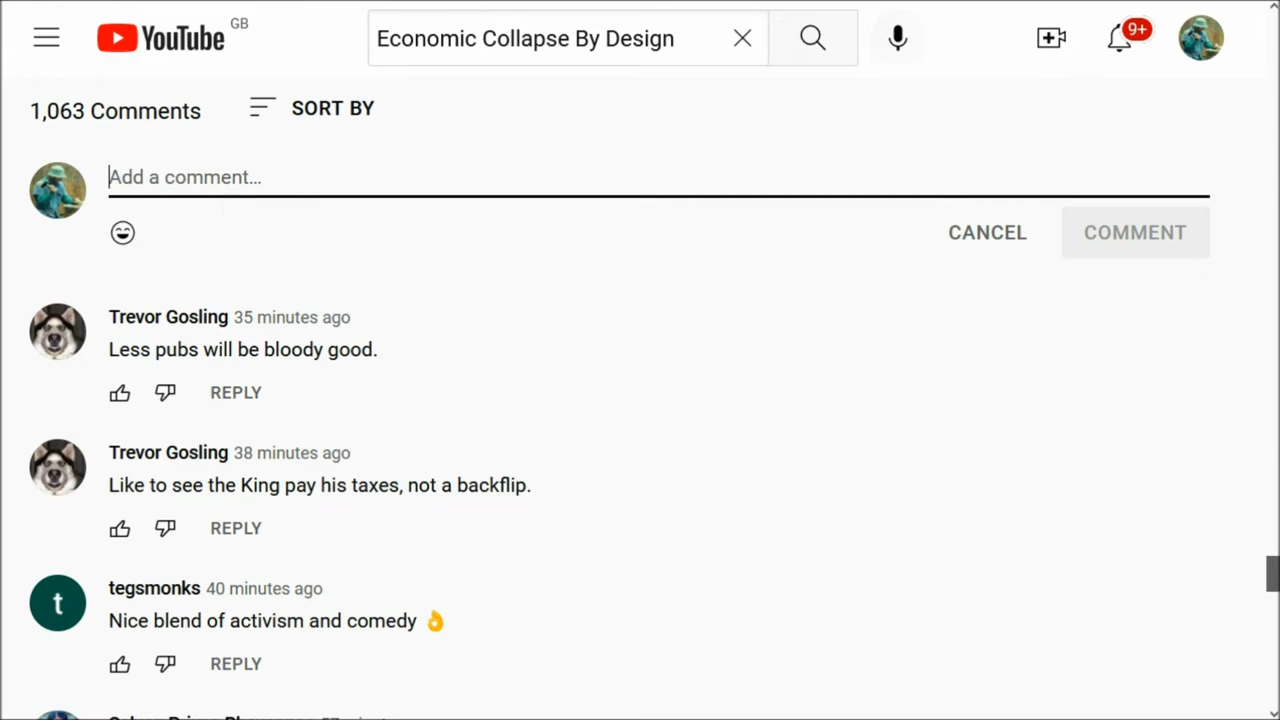 YouTube GB
Economic Collapse By Design
9+
1,063 Comments
SORT BY
Add a comment...
CANCEL
COMMENT
Trevor Gosling 35 minutes ago
Less pubs will be bloody good.
REPLY
Trevor Gosling 38 minutes ago
Like to see the King pay his taxes, not a backflip.
REPLY
t
tegsmonks 40 minutes ago
Nice blend of activism and comedy 👌
REPLY